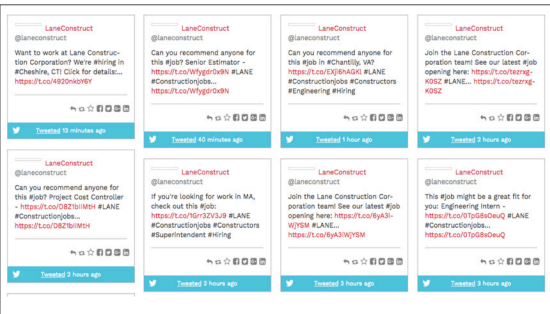 LaneConstruct
@laneconstruct
Want to work at Lane Construc-
tion Corporation? We're #hiring in
#Cheshire, CT! Click for details:...
https://t.co/4920nkbY6Y
Tweeted 13 minutes ago
LaneConstruct
@laneconstruct
Can you recommend anyone for
this #job? Senior Estimator -
https://t.co/Wfygdr0x9N #LANE
#Constructionjobs...
https://t.co/Wfygdr0x9N
Tweeted 40 minutes ago
LaneConstruct
@laneconstruct
Can you recommend anyone for
this #job in #Chantilly, VA?
https://t.co/EXjl6hAGKI #LANE
#Constructionjobs #Constructors
#Engineering #Hiring
Tweeted 1 hour ago
LaneConstruct
@laneconstruct
Join the Lane Construction Cor-
poration team! See our latest #job
opening here: https://t.co/tezrxg-
K0SZ #LANE... https://t.co/tezrxg-
K0SZ
Tweeted 2 hours ago
LaneConstruct
@laneconstruct
Can you recommend anyone for
this #job? Project Cost Controller
- https://t.co/D8Z1bIIMtH #LANE
#Constructionjobs...
https://t.co/D8Z1bIIMtH
Tweeted 2 hours ago
LaneConstruct
@laneconstruct
If you're looking for work in MA,
check out this #job:
https://t.co/1Grr3ZV3J9 #LANE
#Constructionjobs #Constructors
#Superintendent #Hiring
Tweeted 2 hours ago
LaneConstruct
@laneconstruct
Join the Lane Construction Cor-
poration team! See our latest #job
opening here: https://t.co/6yA3l-
WjYSM #LANE...
https://t.co/6yA3lWjYSM
Tweeted 3 hours ago
LaneConstruct
@laneconstruct
This #job might be a great fit for
you: Engineering Intern -
https://t.co/0TpG8sOeuQ #LANE
#Constructionjobs...
https://t.co/0TpG8sOeuQ
Tweeted 3 hours ago